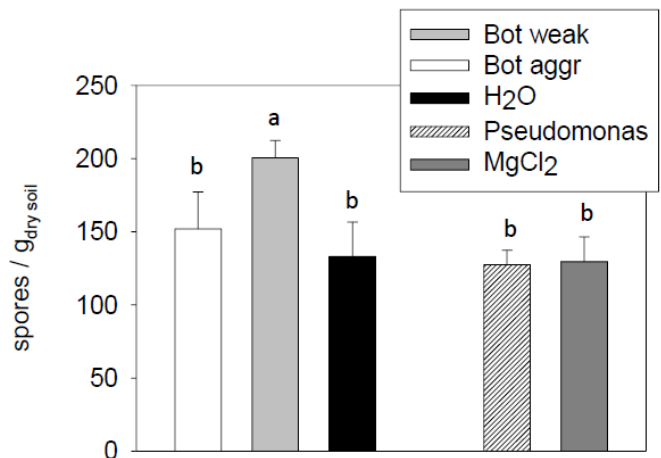 Bot weak
Bot aggr
H2O
Pseudomonas
MgCl2
250
200
150
100
50
0
spores / gdry soil
b
a
b
b
b